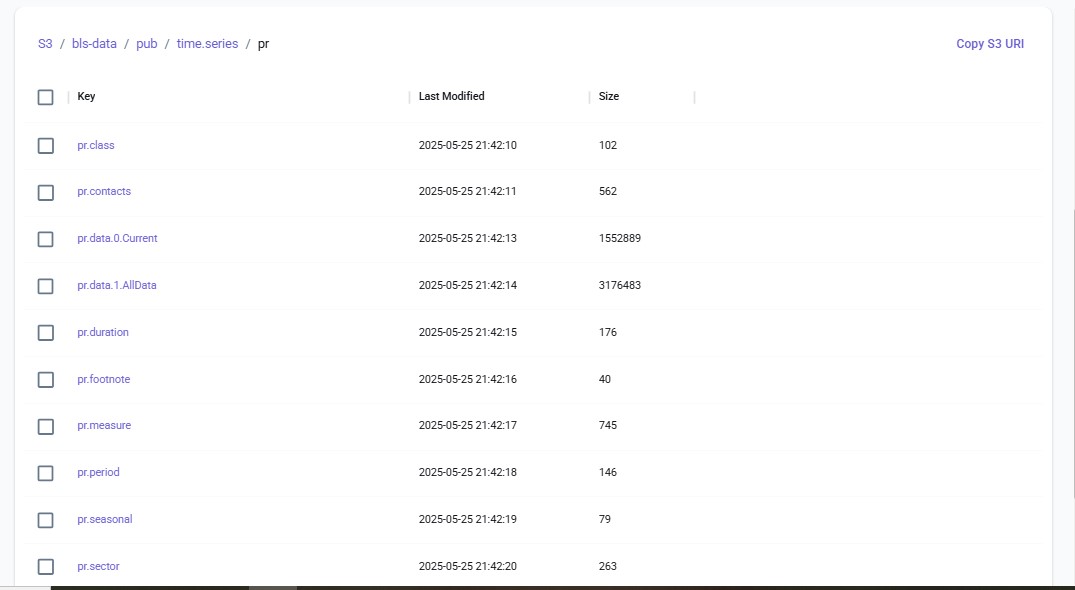 S3 / bls-data / pub / time.series / pr Copy S3 URI
Key Last Modified Size
pr.class 2025-05-25 21:42:10 102
pr.contacts 2025-05-25 21:42:11 562
pr.data.0.Current 2025-05-25 21:42:13 1552889
pr.data.1.AllData 2025-05-25 21:42:14 3176483
pr.duration 2025-05-25 21:42:15 176
pr.footnote 2025-05-25 21:42:16 40
pr.measure 2025-05-25 21:42:17 745
pr.period 2025-05-25 21:42:18 146
pr.seasonal 2025-05-25 21:42:19 79
pr.sector 2025-05-25 21:42:20 263